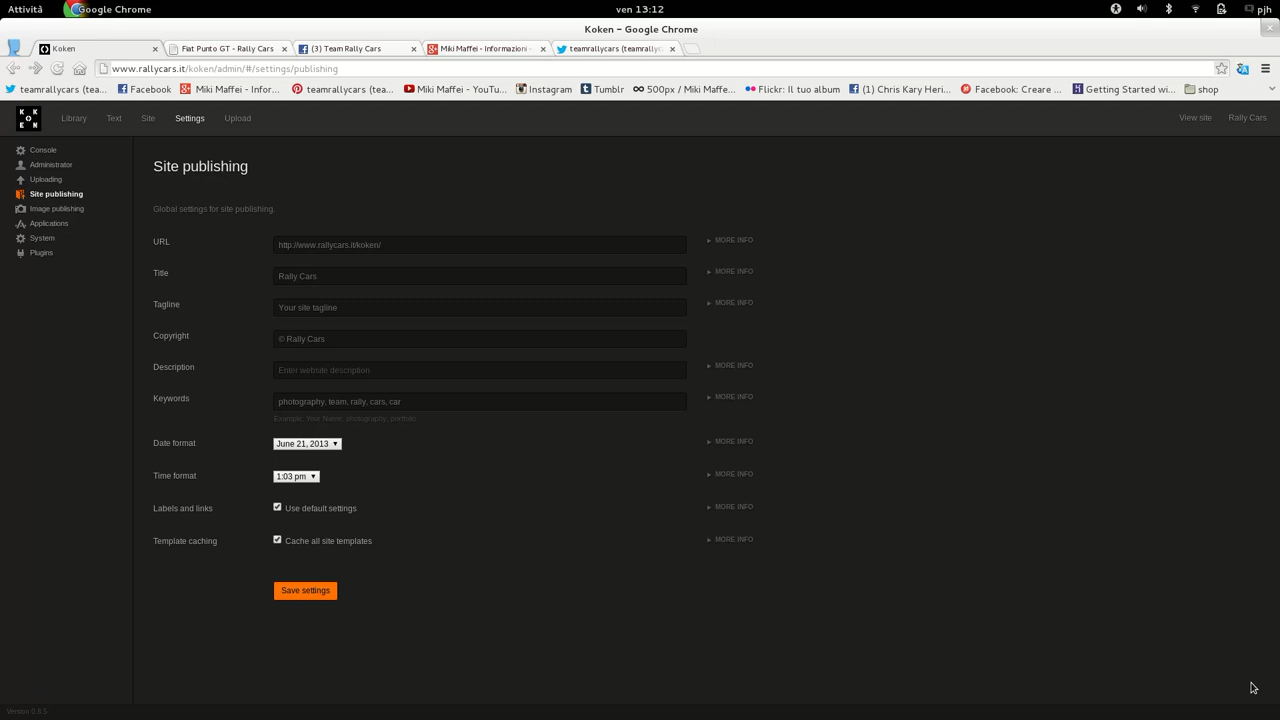 Attività
Google Chrome
ven 13:12
pjh
Koken – Google Chrome
Koken
Fiat Punto GT - Rally Cars
(3) Team Rally Cars
Miki Maffei - Informazioni -
teamrallycars (teamrallyc
www.rallycars.it/koken/admin/#/settings/publishing
teamrallycars (tea...
Facebook
Miki Maffei - Infor...
teamrallycars (tea...
Miki Maffei - YouTu...
Instagram
Tumblr
500px / Miki Maffe...
Flickr: Il tuo album
(1) Chris Kary Heri...
Facebook: Creare ...
Getting Started wi...
shop
KOKEN
Library
Text
Site
Settings
Upload
View site
Rally Cars
Console
Administrator
Uploading
Site publishing
Image publishing
Applications
System
Plugins
Site publishing
Global settings for site publishing.
URL
http://www.rallycars.it/koken/
► MORE INFO
Title
Rally Cars
► MORE INFO
Tagline
Your site tagline
► MORE INFO
Copyright
© Rally Cars
Description
Enter website description
► MORE INFO
Keywords
photography, team, rally, cars, car
► MORE INFO
Example: Your Name, photography, portfolio
Date format
June 21, 2013
► MORE INFO
Time format
1:03 pm
► MORE INFO
Labels and links
Use default settings
► MORE INFO
Template caching
Cache all site templates
► MORE INFO
Save settings